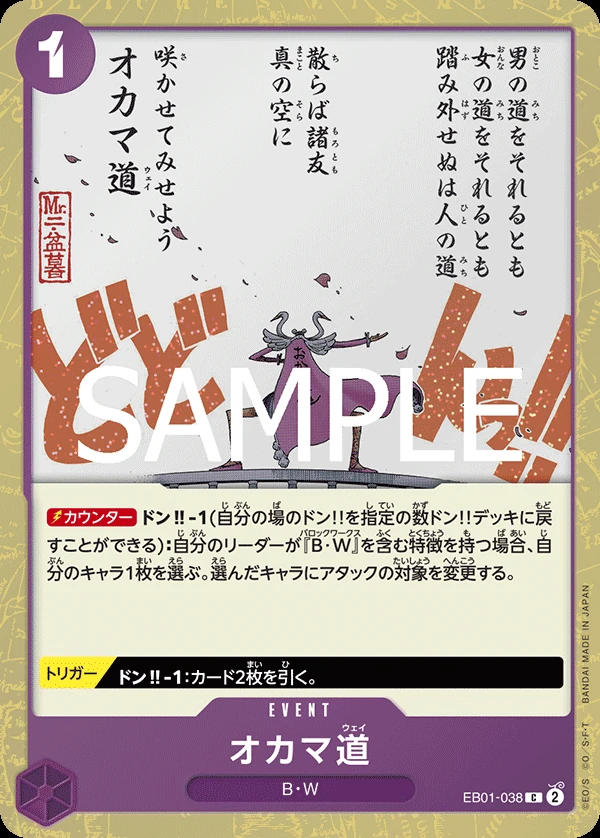 1
男の道をそれるとも
女の道をそれるとも
踏み外せぬは人の道
散らば諸友
真の空に
咲かせてみせよう
オカマ道
Mr.二・盆暮
どどん!!
SAMPLE
カウンター ドン!!-1(自分の場のドン!!を指定の数ドン!!デッキに戻
すことができる):自分のリーダーが『B・W』を含む特徴を持つ場合、自
分のキャラ1枚を選ぶ。選んだキャラにアタックの対象を変更する。
トリガー ドン!!-1:カード2枚を引く。
EVENT
ウェイ
オカマ道
B・W
EB01-038 C 2
©E.O/S ©O/S・F・T BANDAI MADE IN JAPAN